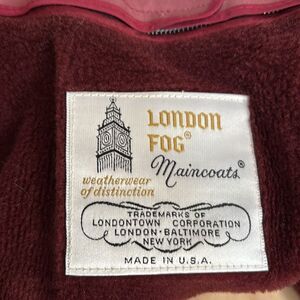 LONDON
FOG®
Maincoats®
weatherwear
of distinction
TRADEMARKS OF
LONDONTOWN CORPORATION
LONDON·BALTIMORE
NEW YORK
MADE IN U.S.A.